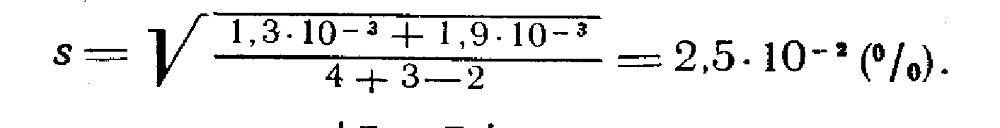 s = √((1,3·10⁻³ + 1,9·10⁻³)/(4 + 3—2)) = 2,5·10⁻² (%).